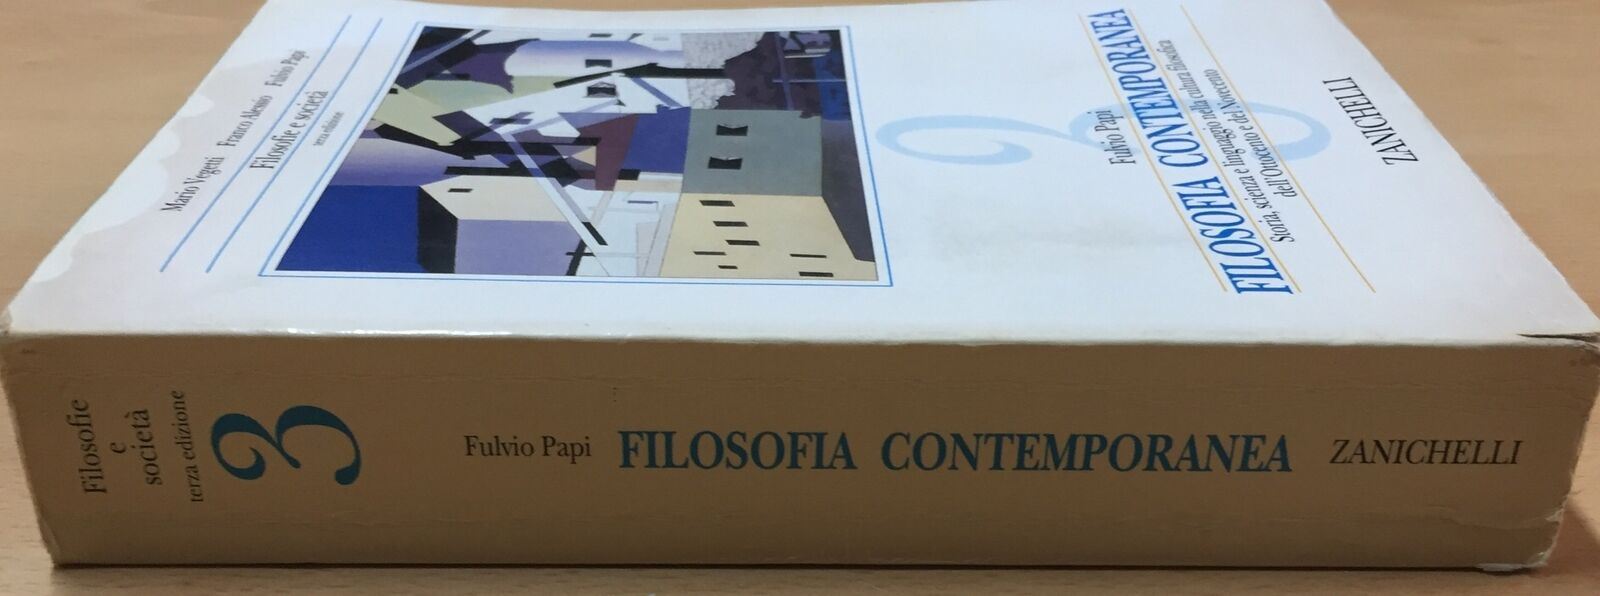 Mario Vegetti Franco Alessio Fulvio Papi
Filosofie e società
terza edizione
3
Fulvio Papi
FILOSOFIA CONTEMPORANEA
Storia, scienza e linguaggio nella cultura filosofica
dell'Ottocento e del Novecento
ZANICHELLI
Filosofie
e
società
terza edizione
3
Fulvio Papi FILOSOFIA CONTEMPORANEA ZANICHELLI